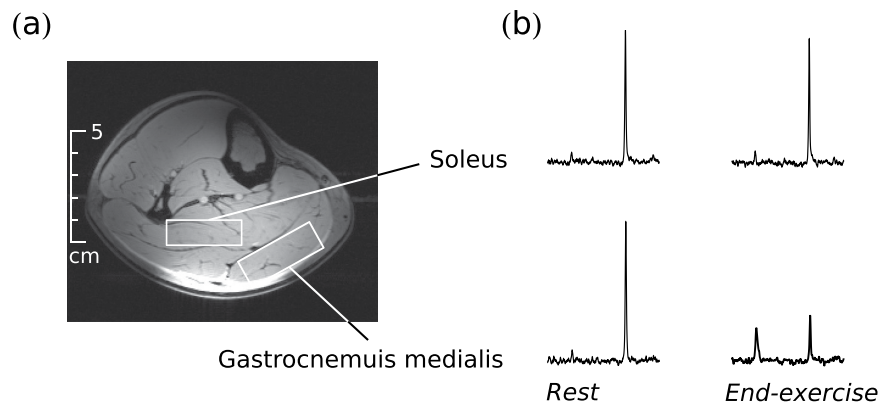 (a)
(b)
5
Soleus
cm
Gastrocnemuis medialis
Rest
End-exercise